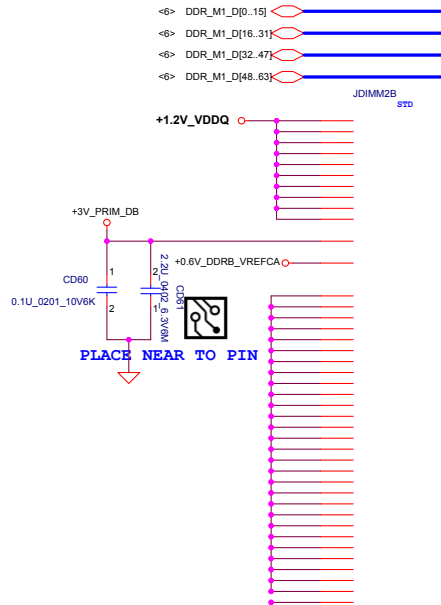 <6> DDR_M1_D[0..15]
<6> DDR_M1_D[16..31]
<6> DDR_M1_D[32..47]
<6> DDR_M1_D[48..63]
JDIMM2B
STD
+1.2V_VDDQ
+3V_PRIM_DB
+0.6V_DDRB_VREFCA
CD60
1
2
0.1U_0201_10V6K
2
1
2.2U_0402_6.3V6M
CD61
PLACE NEAR TO PIN